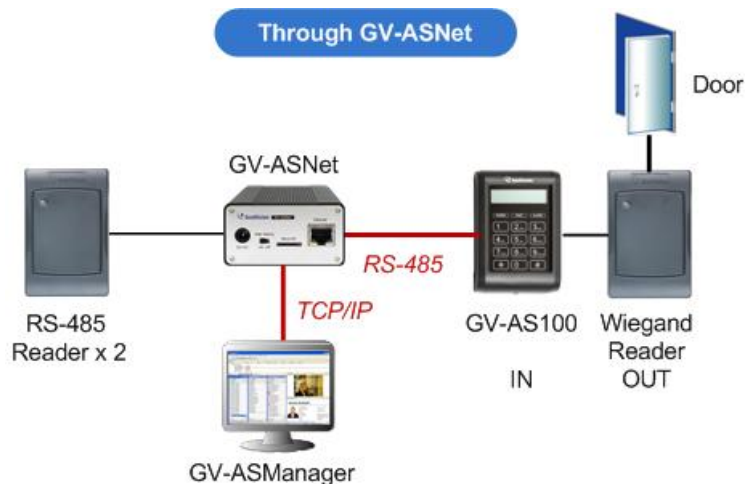 Through GV-ASNet
Door
GV-ASNet
RS-485
TCP/IP
RS-485
Reader x 2
GV-AS100
IN
Wiegand
Reader
OUT
GV-ASManager